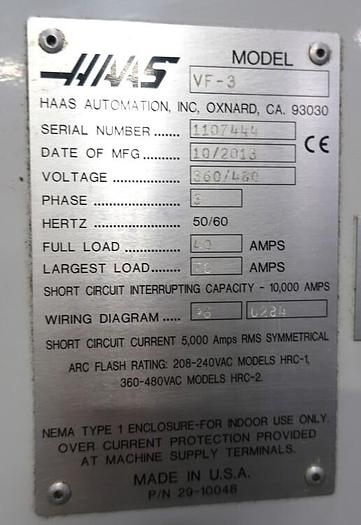 HAAS MODEL VF-3
HAAS AUTOMATION, INC, OXNARD, CA. 93030
SERIAL NUMBER ... 1107444
DATE OF MFG ............ 10/2013 CE
VOLTAGE .................. 360/480
PHASE ...................... 3
HERTZ 50/60
FULL LOAD ............. 40 AMPS
LARGEST LOAD....... AMPS
SHORT CIRCUIT INTERRUPTING CAPACITY - 10,000 AMPS
WIRING DIAGRAM ....... 96 0284
SHORT CIRCUIT CURRENT 5,000 Amps RMS SYMMETRICAL
ARC FLASH RATING: 208-240VAC MODELS HRC-1,
360-480VAC MODELS HRC-2.
NEMA TYPE 1 ENCLOSURE-FOR INDOOR USE ONLY.
OVER CURRENT PROTECTION PROVIDED
AT MACHINE SUPPLY TERMINALS.
MADE IN U.S.A.
P/N 29-10046